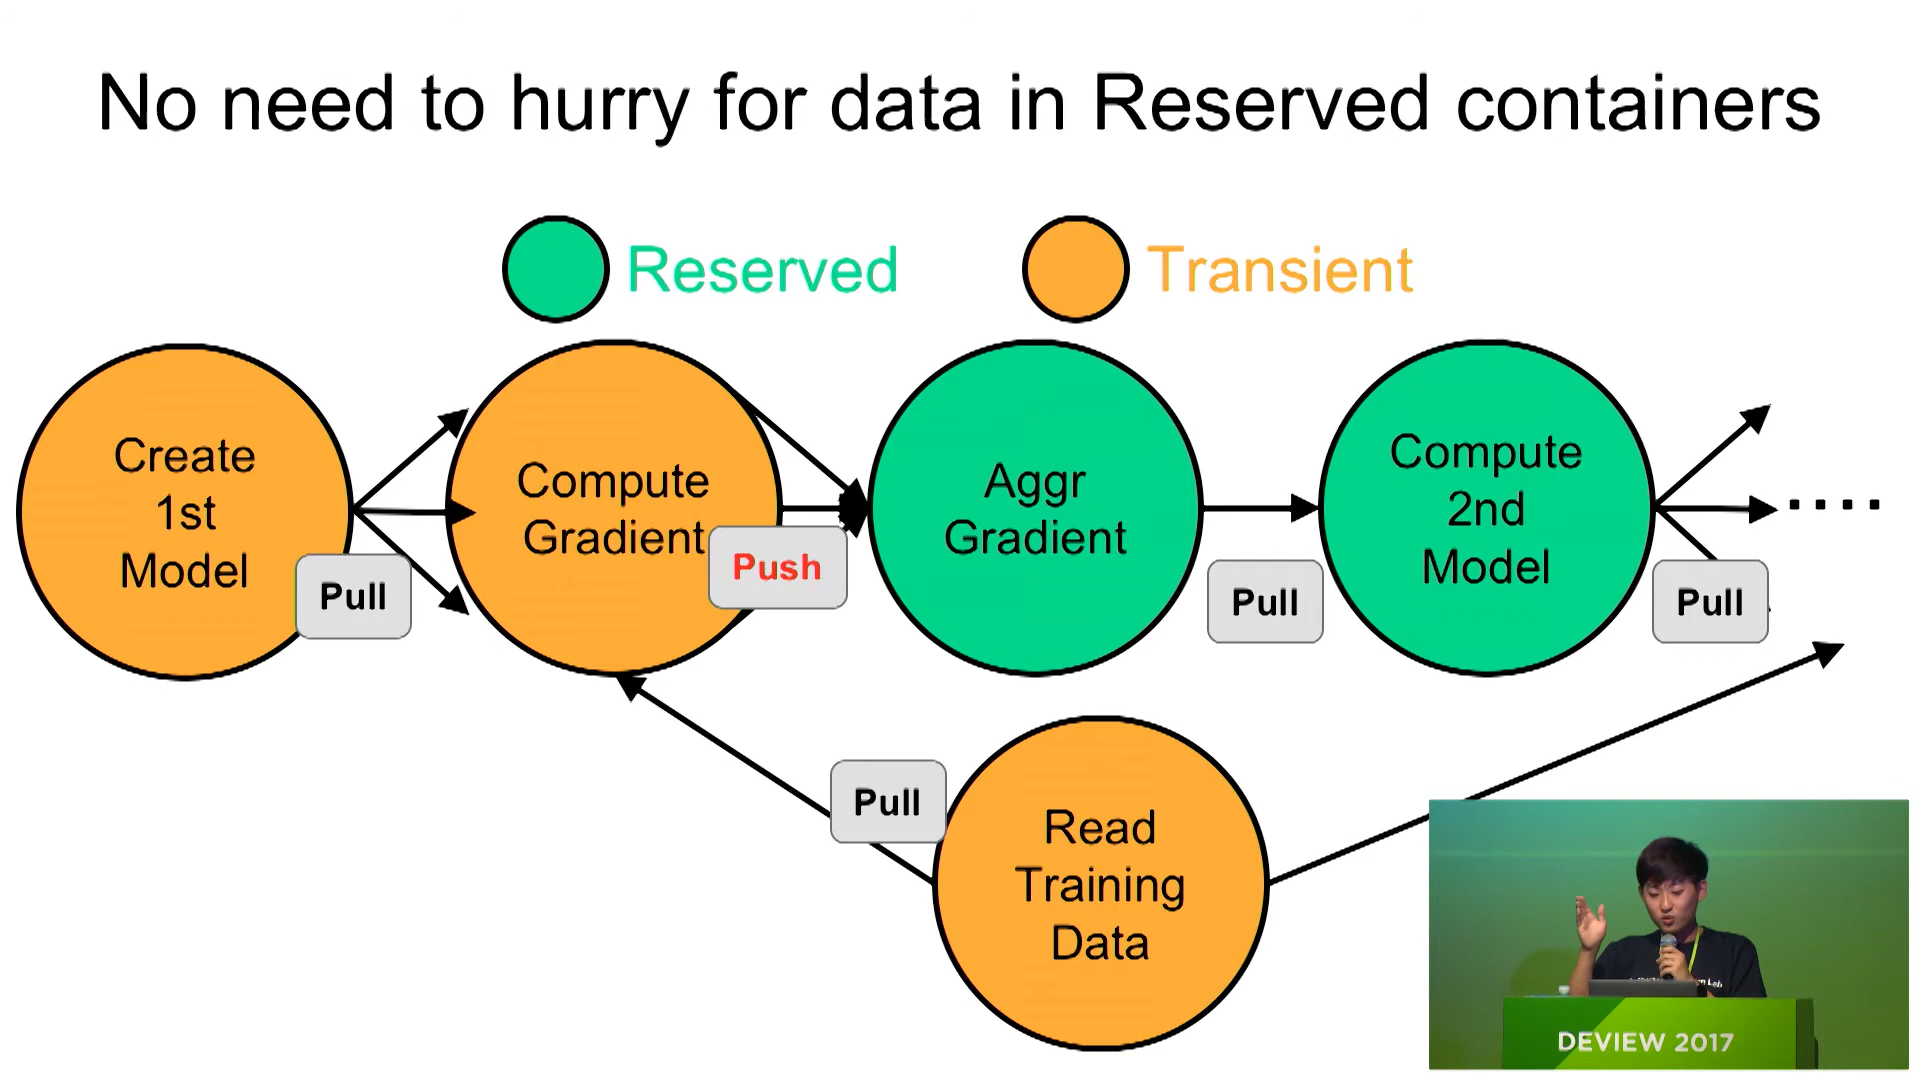 No need to hurry for data in Reserved containers
Reserved
Transient
Create
1st
Model
Pull
Compute
Gradient
Push
Aggr
Gradient
Pull
Compute
2nd
Model
Pull
....
Pull
Read
Training
Data
DEVIEW 2017